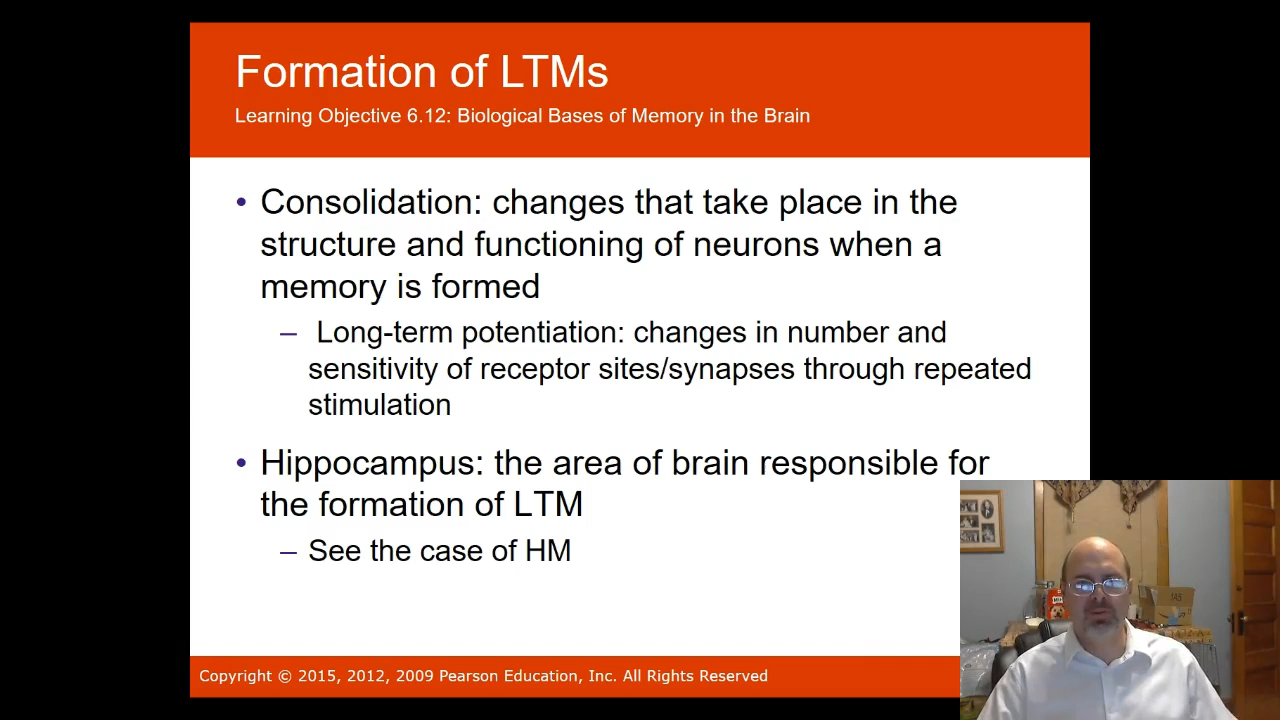 Formation of LTMs
Learning Objective 6.12: Biological Bases of Memory in the Brain
• Consolidation: changes that take place in the
structure and functioning of neurons when a
memory is formed
– Long-term potentiation: changes in number and
sensitivity of receptor sites/synapses through repeated
stimulation
• Hippocampus: the area of brain responsible for
the formation of LTM
– See the case of HM
Copyright © 2015, 2012, 2009 Pearson Education, Inc. All Rights Reserved